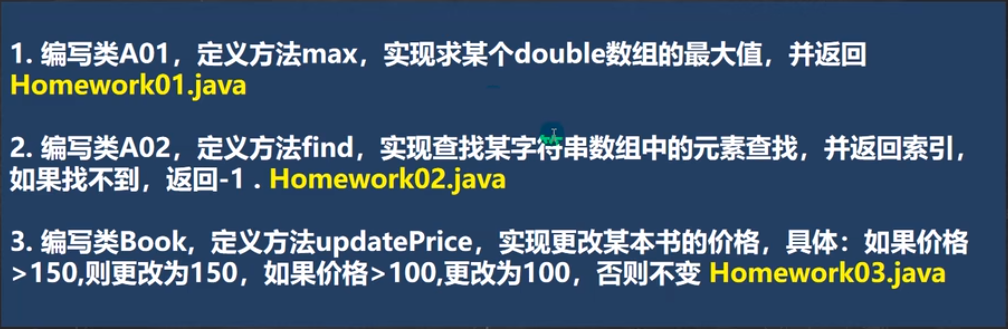 1. 编写类A01，定义方法max，实现求某个double数组的最大值，并返回
Homework01.java
2. 编写类A02，定义方法find，实现查找某字符串数组中的元素查找，并返回索引，
如果找不到，返回-1 . Homework02.java
3. 编写类Book, 定义方法updatePrice，实现更改某本书的价格，具体：如果价格
>150,则更改为150，如果价格>100,更改为100，否则不变 Homework03.java